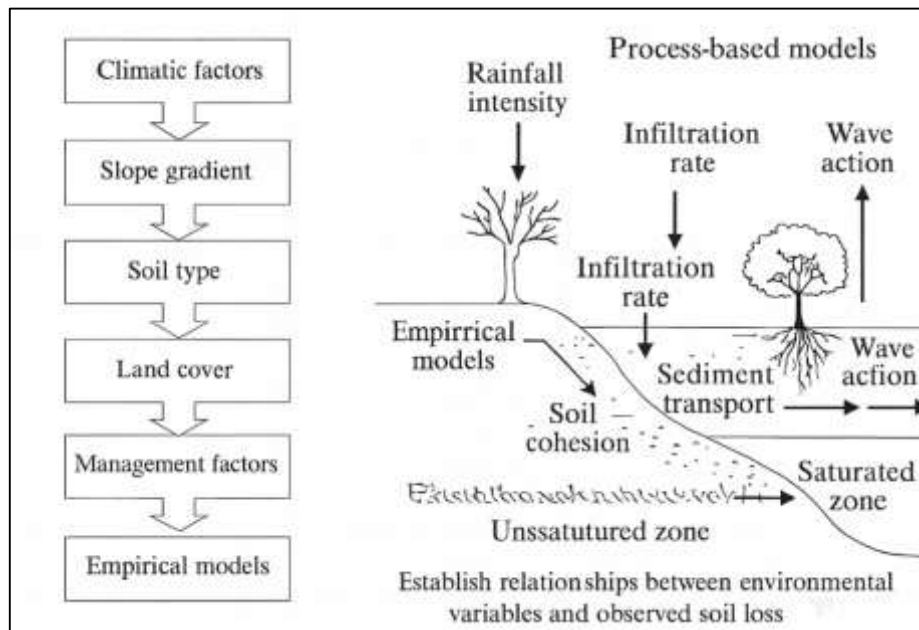 Climatic factors
Slope gradient
Soil type
Land cover
Management factors
Empirical models
Process-based models
Rainfall
intensity
Infiltration
rate
Wave
action
Infiltration
rate
Empirrical
models
Soil
cohesion
Sediment
transport
Wave
acfion
Saturated
zone
Unssatutured zone
Establish relationships between environmental
variables and observed soil loss